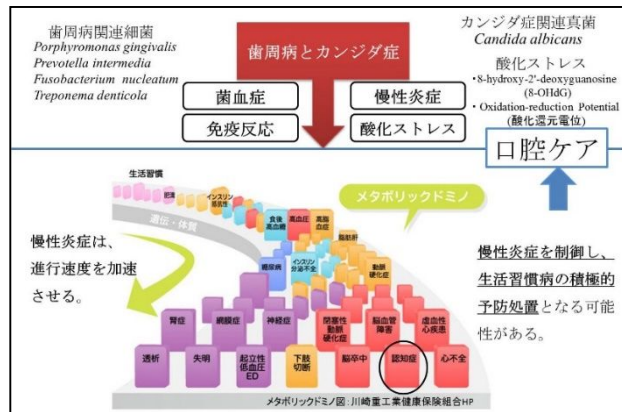 歯周病関連細菌
Porphyromonas gingivalis
Prevotella intermedia
Fusobacterium nucleatum
Treponema denticola
歯周病とカンジダ症
カンジダ症関連真菌
Candida albicans
酸化ストレス
・8-hydroxy-2'-deoxyguanosine
(8-OHdG)
・Oxidation-reduction Potential
(酸化還元電位)
菌血症
慢性炎症
免疫反応
酸化ストレス
口腔ケア
生活習慣
肥満
インスリン
抵抗性
遺伝・体質
メタボリックドミノ
食後
高血糖
高血圧
高脂
血症
脂肪肝
慢性炎症は、
進行速度を加速
させる。
糖尿病
インスリン
分泌不全
動脈
硬化症
慢性炎症を制御し、
生活習慣病の積極的
予防処置となる可能
性がある。
腎症
網膜症
神経症
閉塞性
動脈
硬化症
脳血管
障害
虚血性
心疾患
透析
失明
起立性
低血圧
ED
下肢
切断
脳卒中
認知症
心不全
メタボリックドミノ図：川崎重工業健康保険組合HP